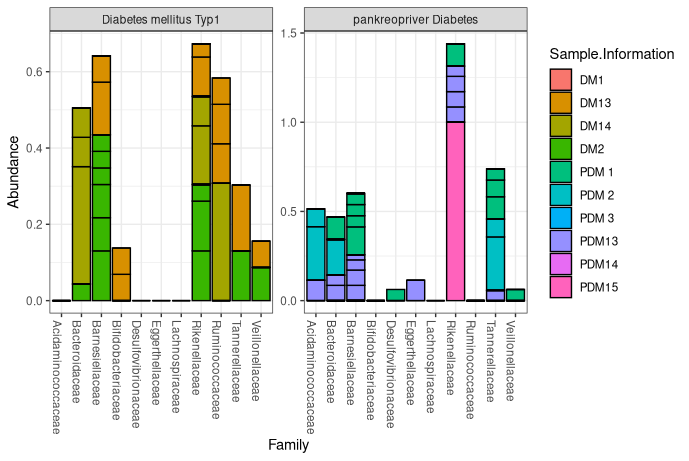 Diabetes mellitus Typ1
pankreopriver Diabetes
Abundance
0.6
0.4
0.2
0.0
1.5
1.0
0.5
0.0
Acidaminococcaceae
Bacteroidaceae
Barnesiellaceae
Bifidobacteriaceae
Desulfovibrionaceae
Eggerthellaceae
Lachnospiraceae
Rikenellaceae
Ruminococcaceae
Tannerellaceae
Veillonellaceae
Acidaminococcaceae
Bacteroidaceae
Barnesiellaceae
Bifidobacteriaceae
Desulfovibrionaceae
Eggerthellaceae
Lachnospiraceae
Rikenellaceae
Ruminococcaceae
Tannerellaceae
Veillonellaceae
Family
Sample.Information
DM1
DM13
DM14
DM2
PDM 1
PDM 2
PDM 3
PDM13
PDM14
PDM15